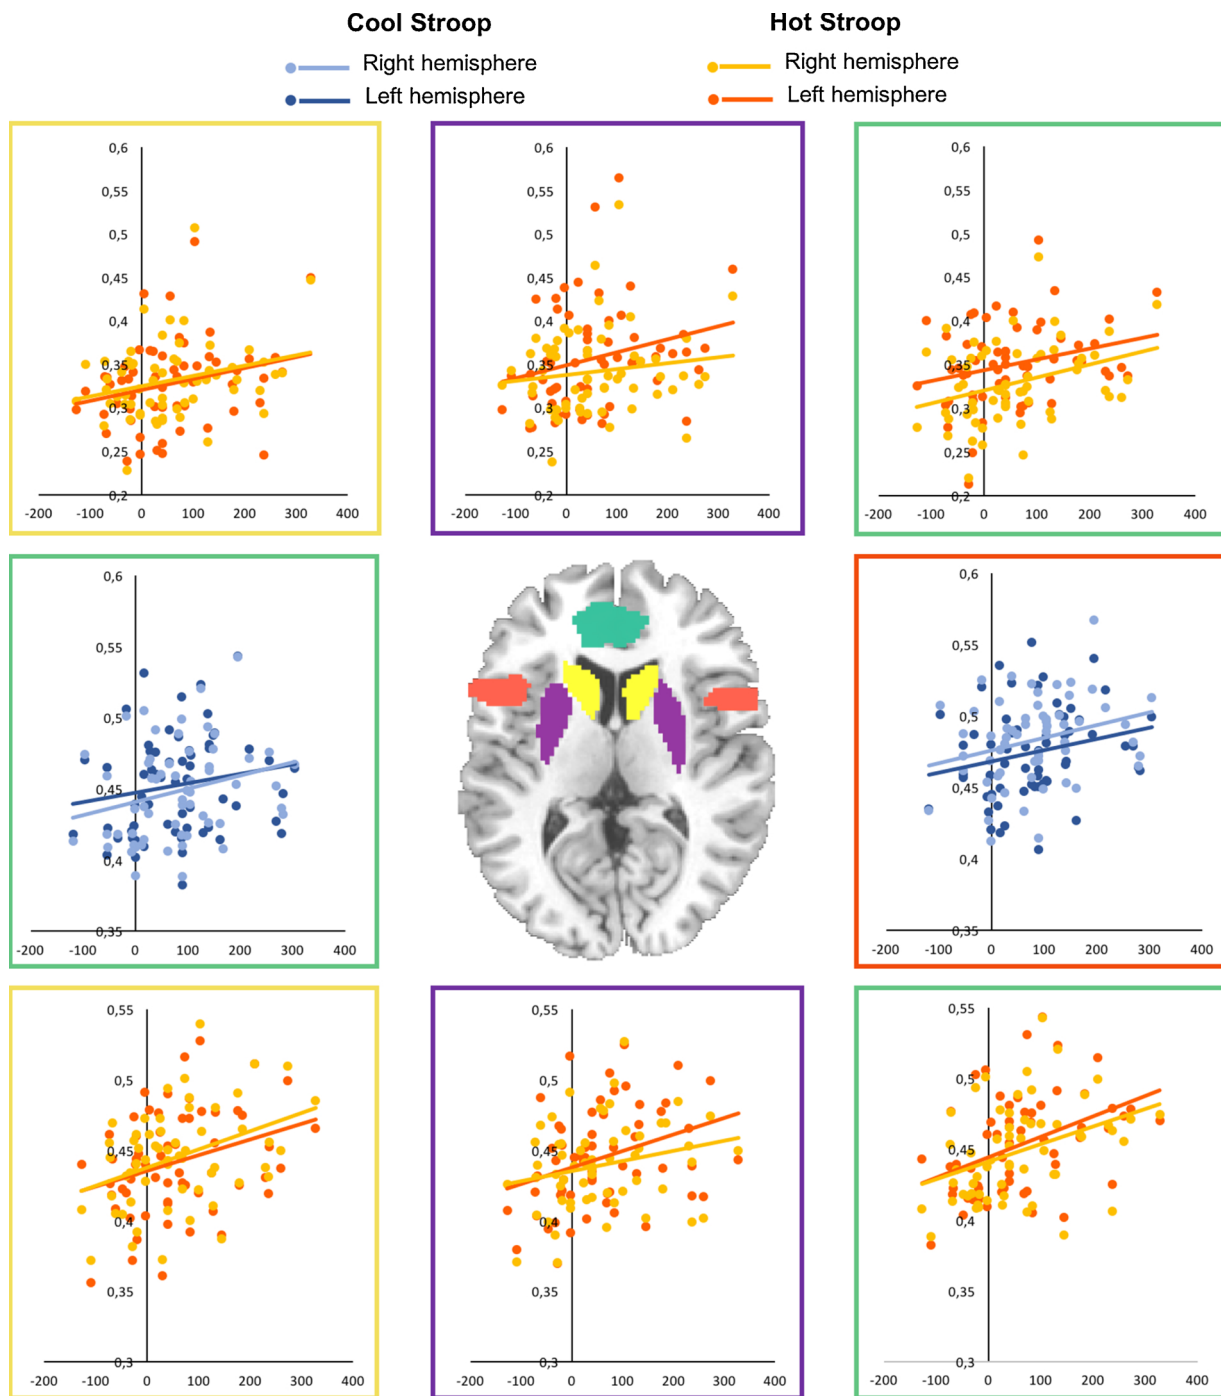 Cool Stroop Hot Stroop
Right hemisphere Right hemisphere
Left hemisphere Left hemisphere
0,6 0,6 0,6
0,55 0,55 0,55
0,5 0,5 0,5
0,45 0,45 0,45
0,4 0,4 0,4
0,35 0,35 0,35
0,3 0,3 0,3
0,25 0,25 0,25
0,2 0,2 0,2
-200 -100 0 100 200 300 400 -200 -100 0 100 200 300 400 -200 -100 0 100 200 300 400
0,6 0,6
0,55 0,55
0,5 0,5
0,45 0,45
0,4 0,4
0,35 0,35
-200 -100 0 100 200 300 400 -200 -100 0 100 200 300 400
0,55 0,55 0,55
0,5 0,5 0,5
0,45 0,45 0,45
0,4 0,4 0,4
0,35 0,35 0,35
0,3 0,3 0,3
-200 -100 0 100 200 300 400 -200 -100 0 100 200 300 400 -200 -100 0 100 200 300 400